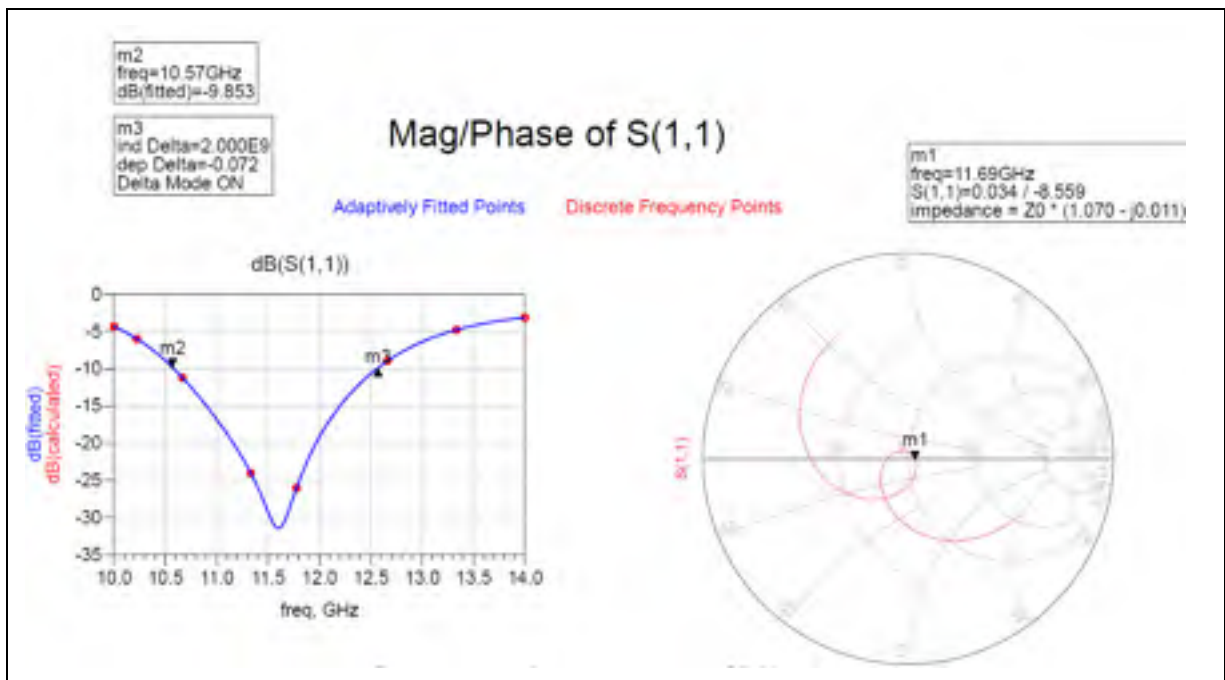 m2
freq=10.57GHz
dB(fitted)=-9.853
m3
ind Delta=2.000E9
dep Delta=-0.072
Delta Mode ON
Mag/Phase of S(1,1)
m1
freq=11.69GHz
S(1,1)=0.034 / -8.559
impedance = Z0 * (1.070 - j0.011)
Adaptively Fitted Points
Discrete Frequency Points
dB(S(1,1))
dB(fitted)
dB(calculated)
0
-5
-10
-15
-20
-25
-30
-35
m2
m3
10.0 10.5 11.0 11.5 12.0 12.5 13.0 13.5 14.0
freq, GHz
S(1,1)
m1